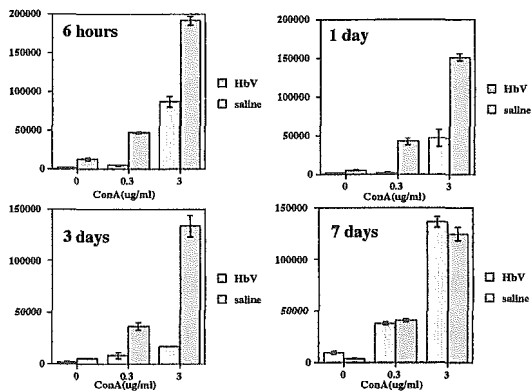 6 hours
200000
150000
100000
50000
0
0
0.3
3
ConA(ug/ml)
HbV
saline
1 day
200000
150000
100000
50000
0
0
0.3
3
ConA(ug/ml)
HbV
saline
3 days
150000
100000
50000
0
0
0.3
3
ConA(ug/ml)
HbV
saline
7 days
150000
100000
50000
0
0
0.3
3
ConA(ug/ml)
HbV
saline